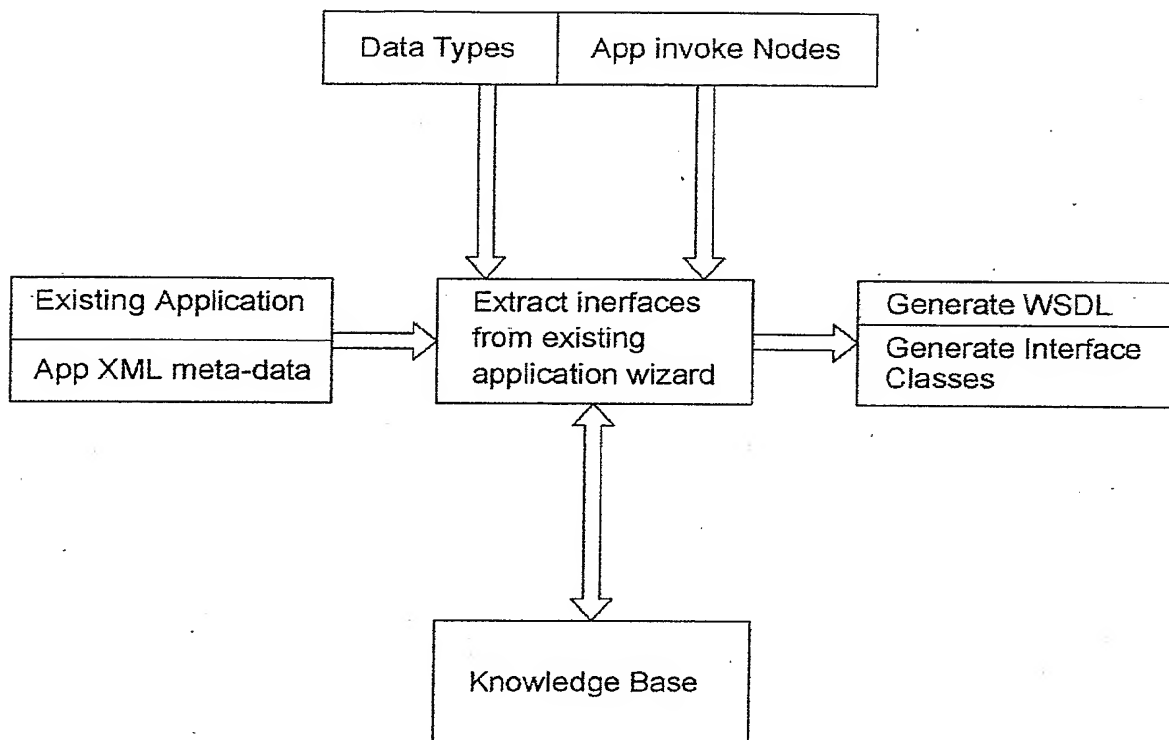 Data Types
App invoke Nodes
Existing Application
App XML meta-data
Extract inerfaces
from existing
application wizard
Generate WSDL
Generate Interface
Classes
Knowledge Base